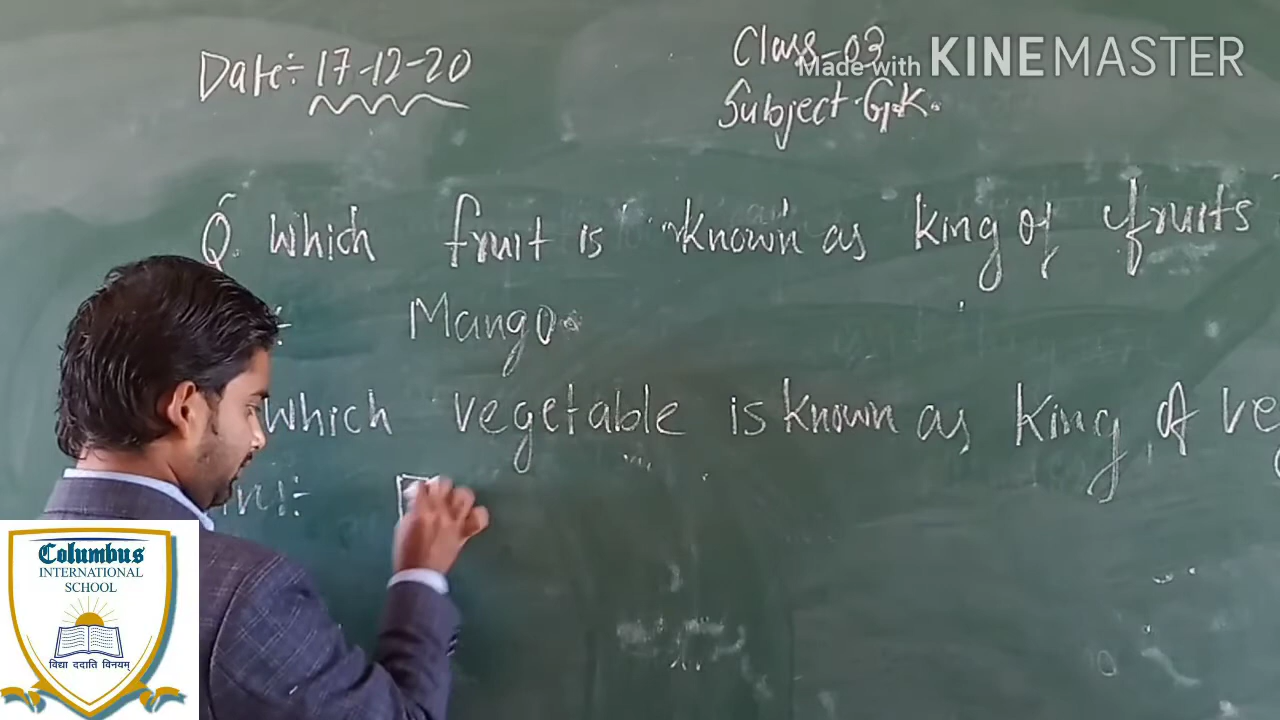 Date:- 17-12-20
Class-03
Made with KINEMASTER
Subject-G.K.
Q. Which fruit is known as king of fruits
Mango.
Which vegetable is known as king of ve
Ans:-
Columbus
INTERNATIONAL
SCHOOL
विद्या ददाति विनयम्